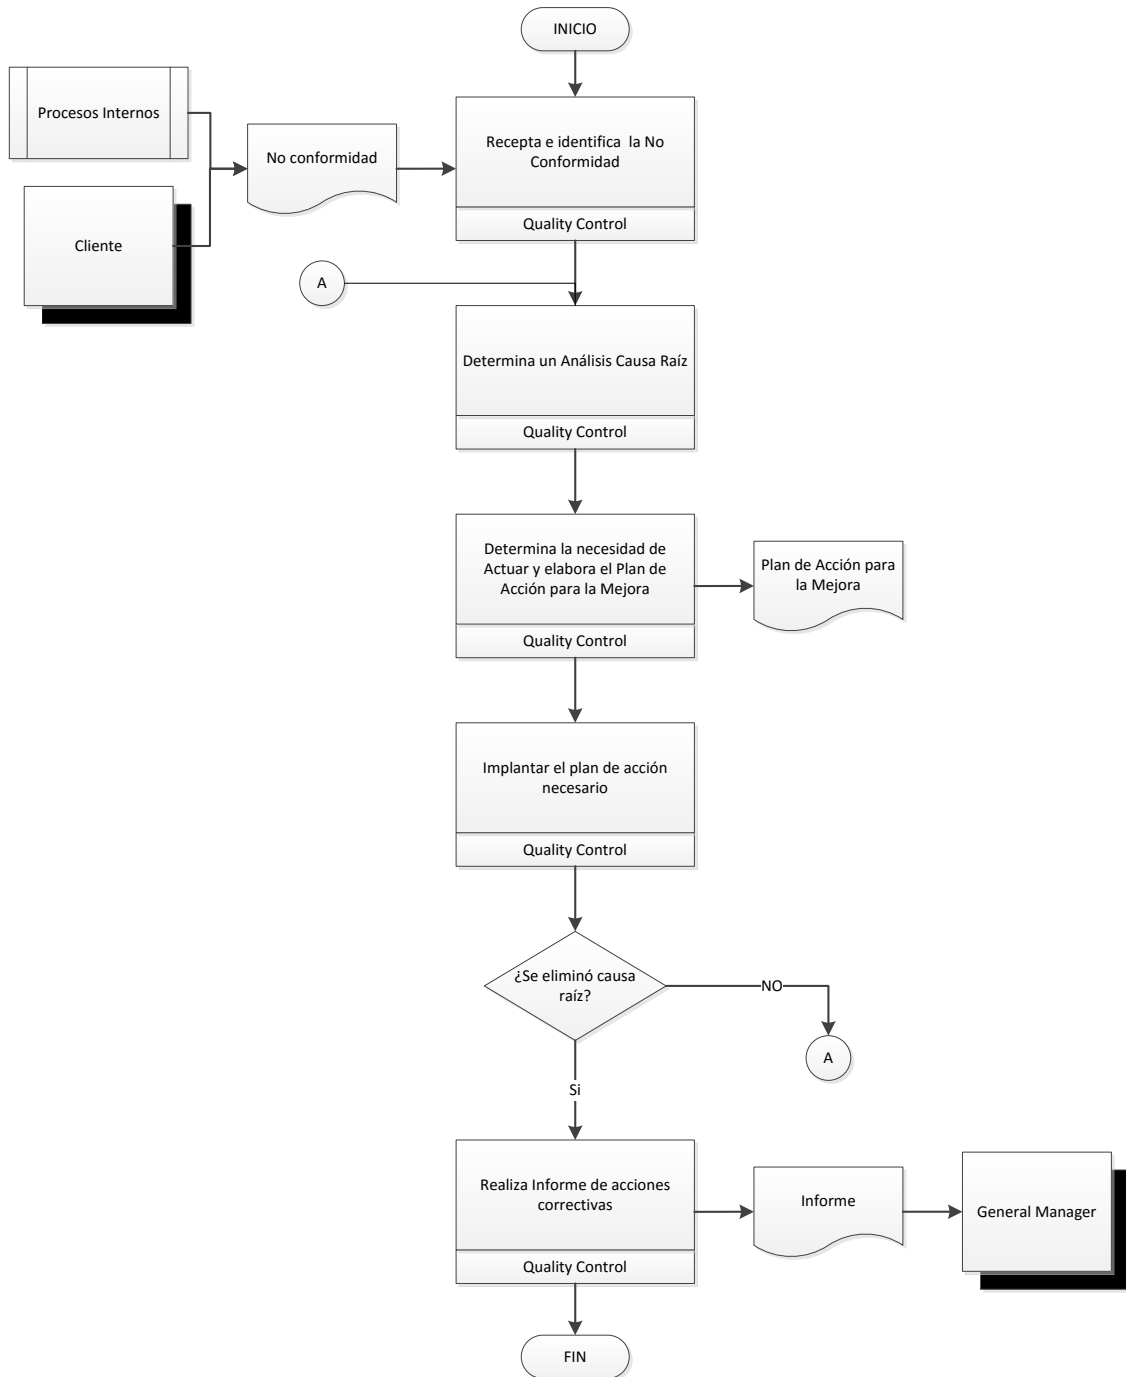 INICIO
Procesos Internos
No conformidad
Recepta e identifica la No
Conformidad
Quality Control
Cliente
A
Determina un Análisis Causa Raíz
Quality Control
Determina la necesidad de
Actuar y elabora el Plan de
Acción para la Mejora
Quality Control
Plan de Acción para
la Mejora
Implantar el plan de acción
necesario
Quality Control
¿Se eliminó causa
raíz?
NO
A
Si
Realiza Informe de acciones
correctivas
Quality Control
Informe
General Manager
FIN